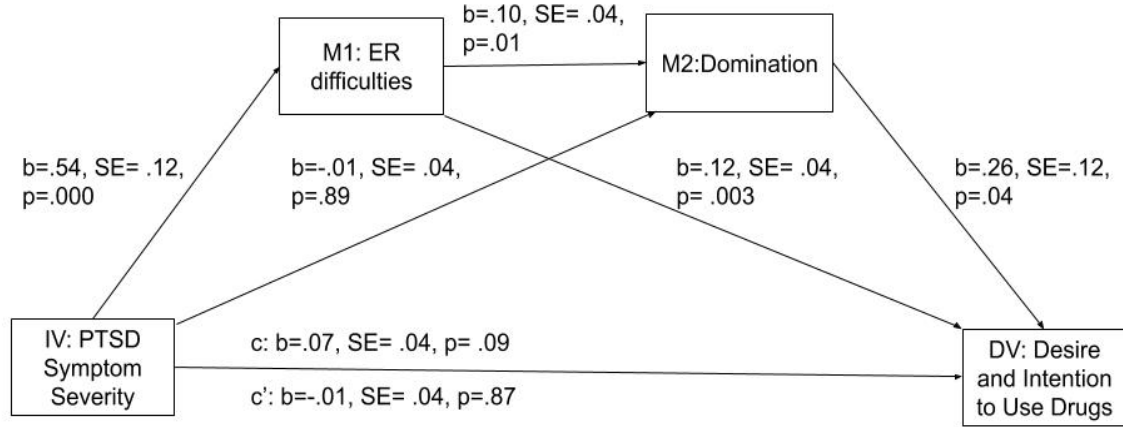 b=.10, SE= .04,
p=.01
M1: ER
difficulties
M2:Domination
b=.54, SE= .12,
p=.000
b=-.01, SE= .04,
p=.89
b=.12, SE= .04,
p= .003
b=.26, SE=.12,
p=.04
IV: PTSD
Symptom
Severity
c: b=.07, SE= .04, p= .09
c’: b=-.01, SE= .04, p=.87
DV: Desire
and Intention
to Use Drugs